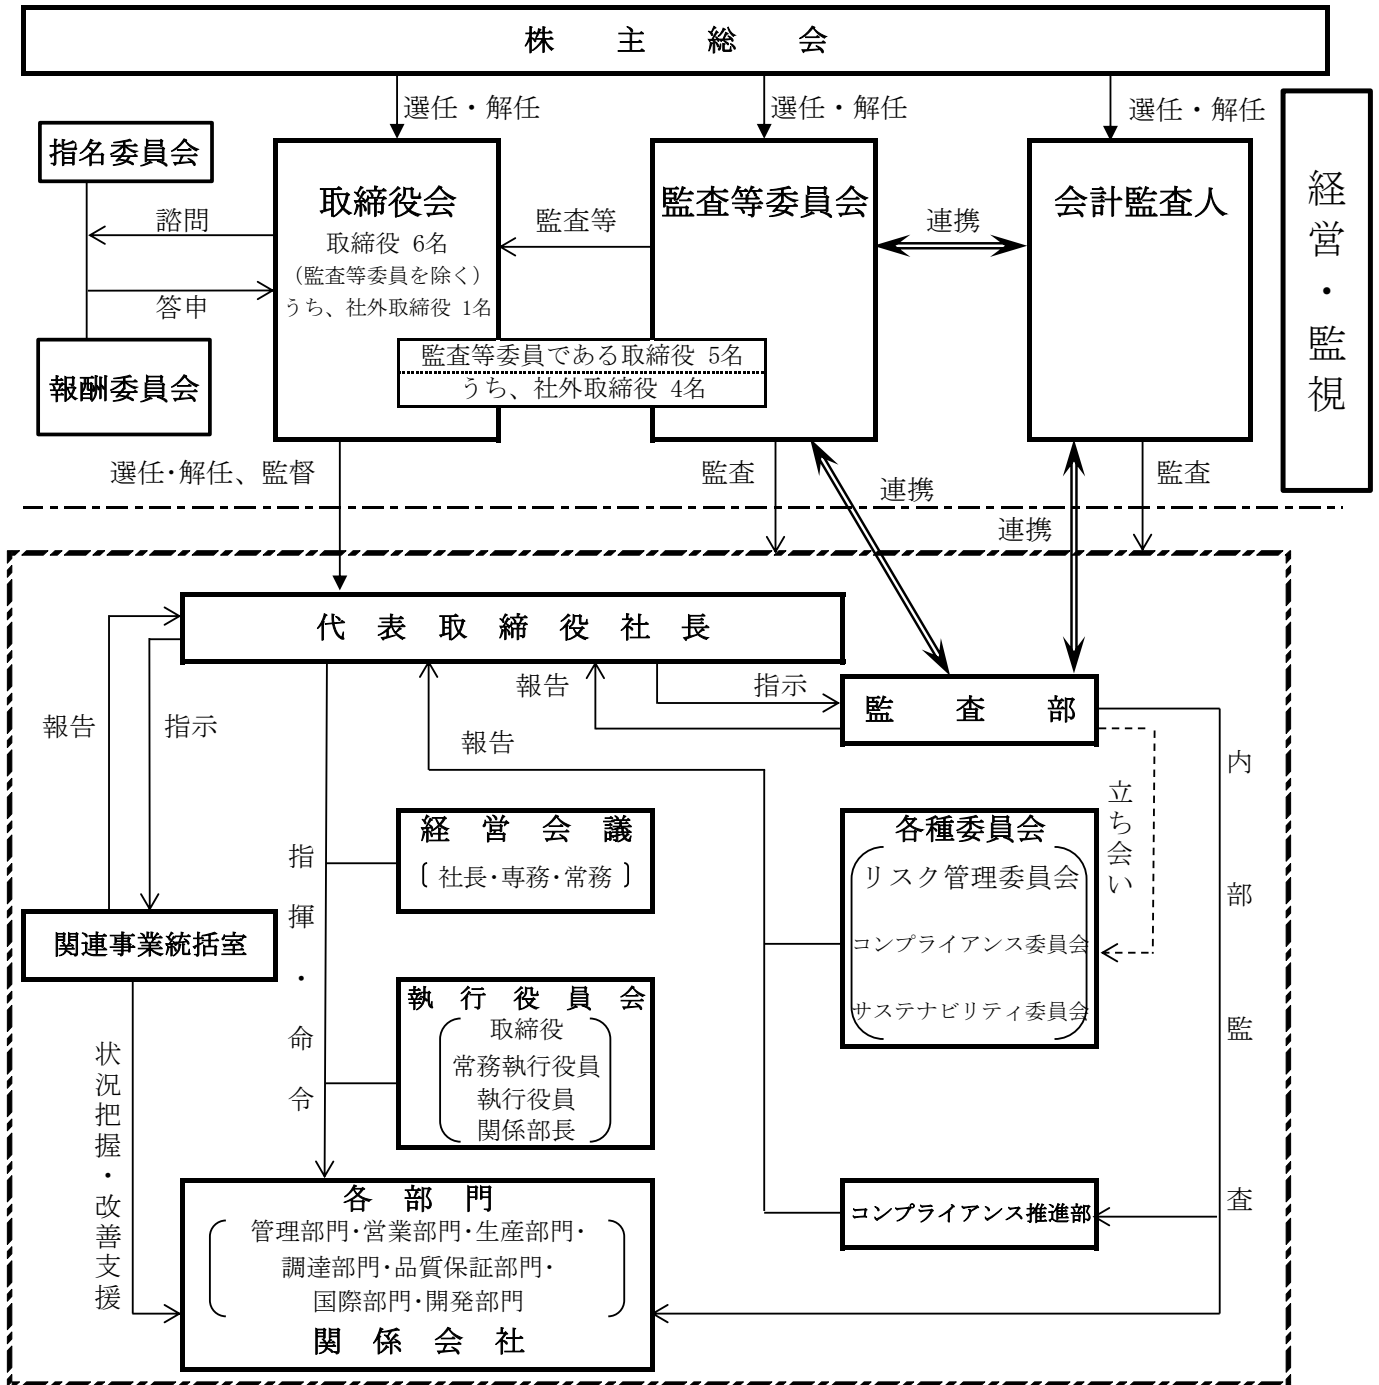 株主総会
選任・解任
選任・解任
選任・解任
指名委員会
諮問
答申
報酬委員会
取締役会
取締役 6名
（監査等委員を除く）
うち、社外取締役 1名
監査等
監査等委員会
監査等委員である取締役 5名
うち、社外取締役 4名
連携
会計監査人
経営・監視
選任・解任、監督
監査
連携
連携
監査
代表取締役社長
報告
指示
報告
指示
報告
監査部
内部監査
立ち会い
経営会議
〔社長・専務・常務〕
各種委員会
リスク管理委員会
コンプライアンス委員会
サステナビリティ委員会
指揮・命令
関連事業統括室
執行役員会
取締役
常務執行役員
執行役員
関係部長
状況把握・改善支援
各部門
管理部門・営業部門・生産部門・
調達部門・品質保証部門・
国際部門・開発部門
関係会社
コンプライアンス推進部